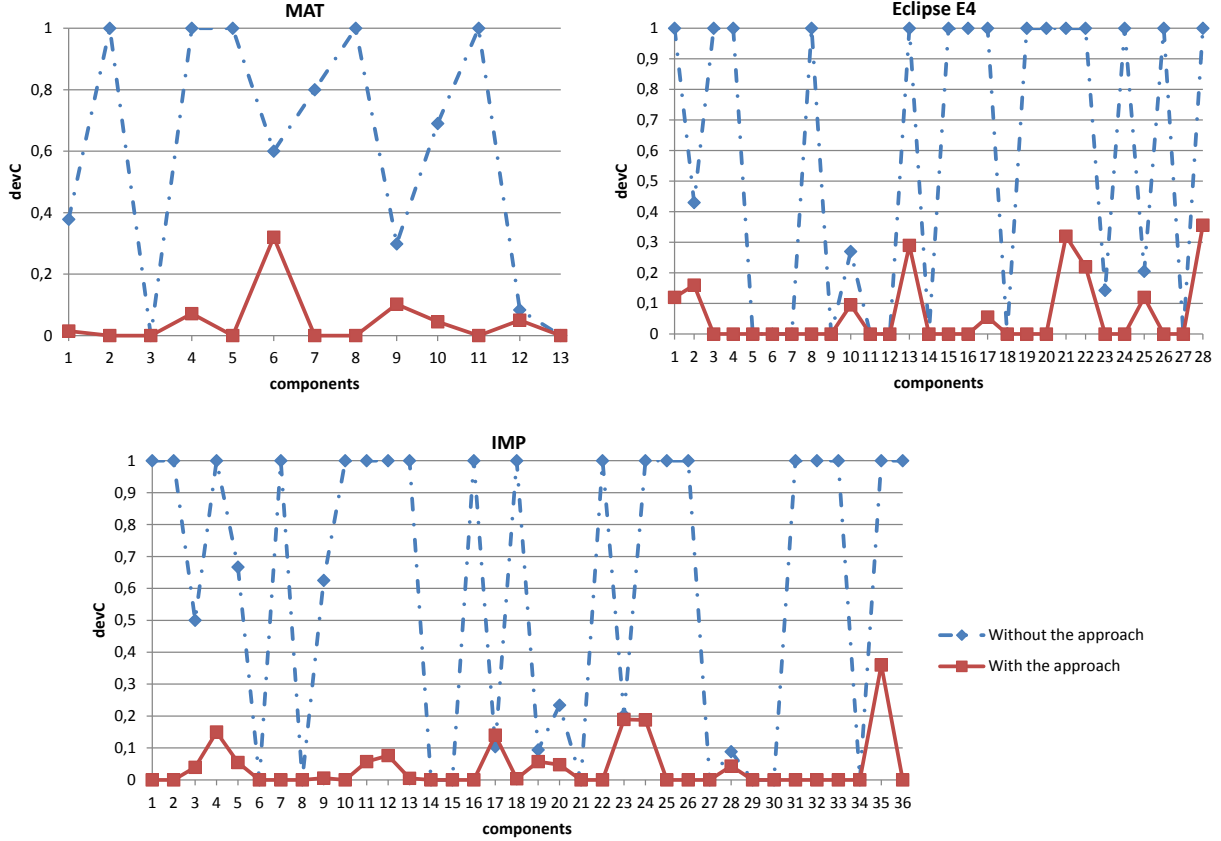 MAT
1
0,8
0,6
0,4
0,2
0
devC
1 2 3 4 5 6 7 8 9 10 11 12 13
components
Eclipse E4
1
0,9
0,8
0,7
0,6
0,5
0,4
0,3
0,2
0,1
0
devC
1 2 3 4 5 6 7 8 9 10 11 12 13 14 15 16 17 18 19 20 21 22 23 24 25 26 27 28
components
IMP
1
0,9
0,8
0,7
0,6
0,5
0,4
0,3
0,2
0,1
0
devC
1 2 3 4 5 6 7 8 9 10 11 12 13 14 15 16 17 18 19 20 21 22 23 24 25 26 27 28 29 30 31 32 33 34 35 36
components
Without the approach
With the approach